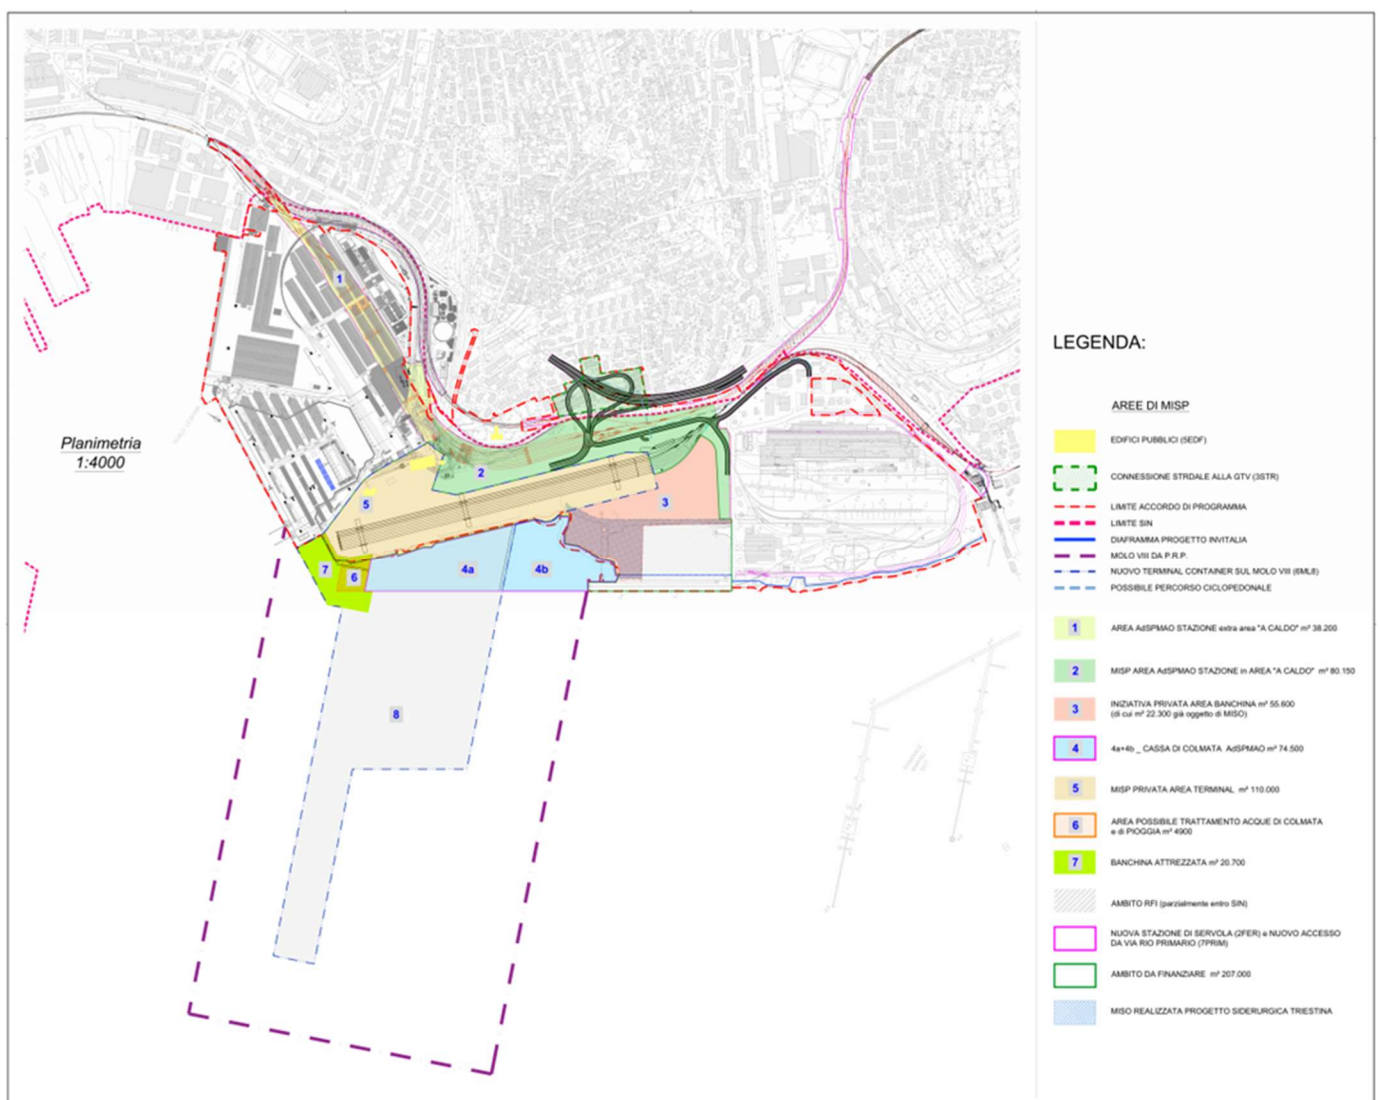 Planimetria
1:4000
1
2
3
5
7
6
4a
4b
8
LEGENDA:
AREE DI MISP
EDIFICI PUBBLICI (5EDF)
CONNESSIONE STRDALE ALLA GTV (3STR)
LIMITE ACCORDO DI PROGRAMMA
LIMITE SIN
DIAFRAMMA PROGETTO INVITALIA
MOLO VIII DA P.R.P.
NUOVO TERMINAL CONTAINER SUL MOLO VIII (6ML8)
POSSIBILE PERCORSO CICLOPEDONALE
1 AREA AdSPMAO STAZIONE extra area "A CALDO" m² 38.200
2 MISP AREA AdSPMAO STAZIONE in AREA "A CALDO" m² 80.150
3 INIZIATIVA PRIVATA AREA BANCHINA m² 55.600
(di cui m² 22.300 già oggetto di MISO)
4 4a+4b _ CASSA DI COLMATA AdSPMAO m² 74.500
5 MISP PRIVATA AREA TERMINAL m² 110.000
6 AREA POSSIBILE TRATTAMENTO ACQUE DI COLMATA
e di PIOGGIA m² 4900
7 BANCHINA ATTREZZATA m² 20.700
AMBITO RFI (parzialmente entro SIN)
NUOVA STAZIONE DI SERVOLA (2FER) e NUOVO ACCESSO
DA VIA RIO PRIMARIO (7PRIM)
AMBITO DA FINANZIARE m² 207.000
MISO REALIZZATA PROGETTO SIDERURGICA TRIESTINA